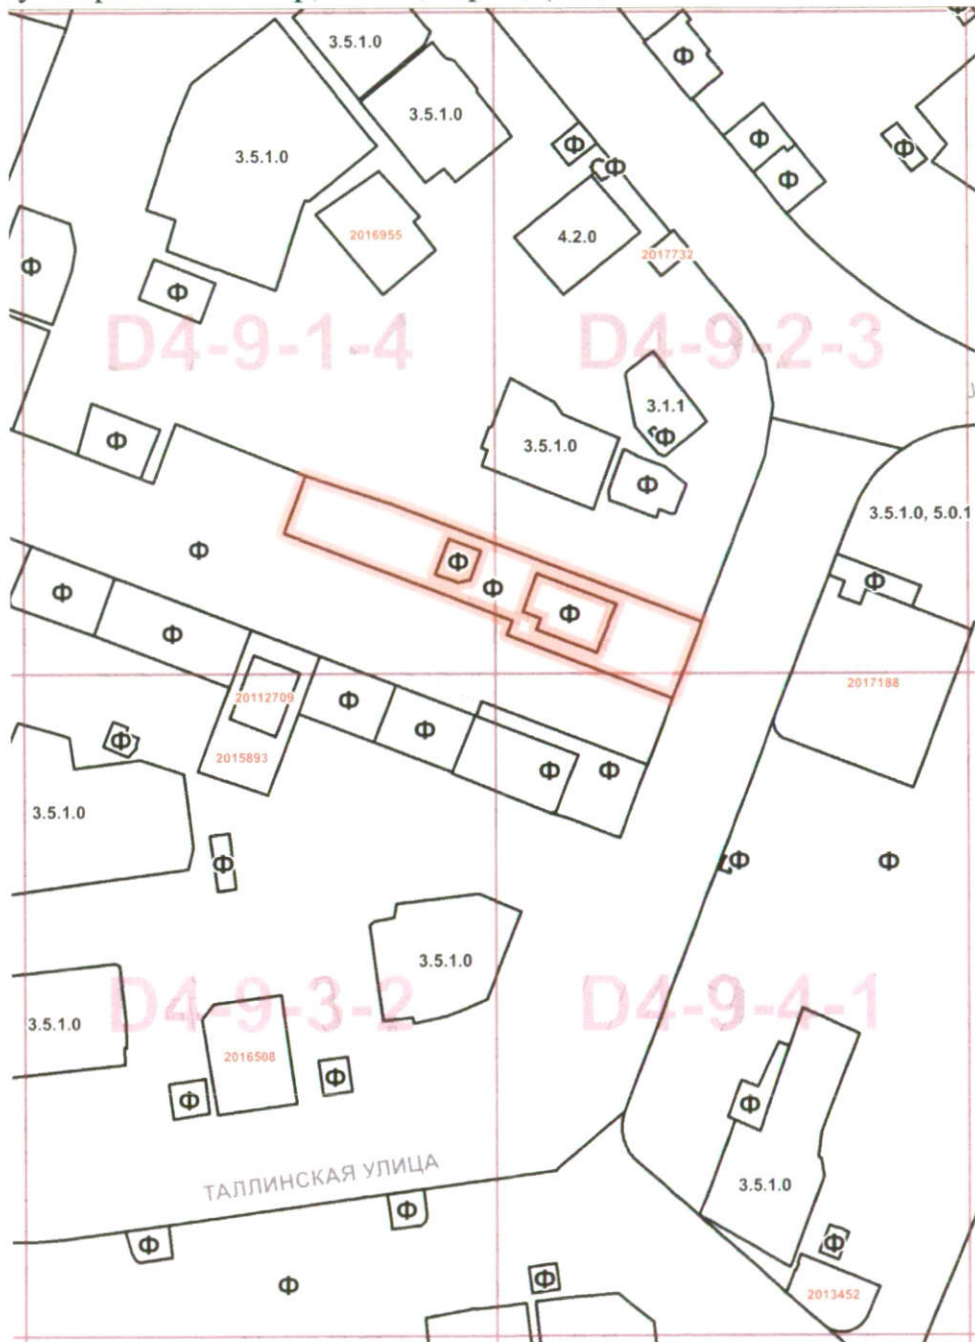 3.5.1.0
Ф
3.5.1.0
Ф
3.5.1.0
Ф Ф
Ф
Ф
2016955
4.2.0
2017732
Ф
Ф
D4-9-1-4
D4-9-2-3
3.1.1
Ф
3.5.1.0
Ф
Ф
3.5.1.0, 5.0.1
Ф
Ф
Ф
Ф
Ф
Ф
Ф
2017188
20112709
Ф
Ф
Ф
2015893
Ф
Ф
3.5.1.0
Ф
Ф
Ф
3.5.1.0
D4-9-3-2
D4-9-4-1
3.5.1.0
2016508
Ф
Ф
Ф
ТАЛЛИНСКАЯ УЛИЦА
3.5.1.0
Ф
Ф
Ф
Ф
Ф
2013452